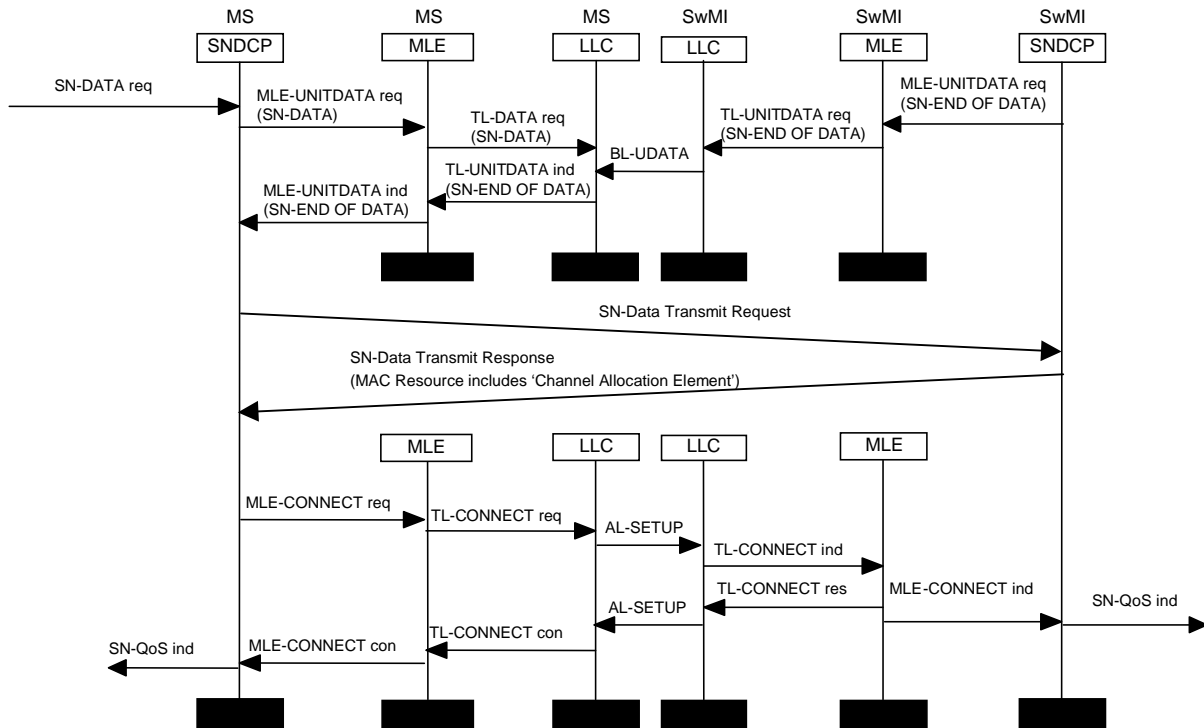 MS MS MS SwMI SwMI SwMI
SNDCP MLE LLC LLC MLE SNDCP
SN-DATA req
MLE-UNITDATA req
(SN-DATA)
TL-DATA req
(SN-DATA)
MLE-UNITDATA req
(SN-END OF DATA)
TL-UNITDATA req
(SN-END OF DATA)
BL-UDATA
TL-UNITDATA ind
(SN-END OF DATA)
MLE-UNITDATA ind
(SN-END OF DATA)
SN-Data Transmit Request
SN-Data Transmit Response
(MAC Resource includes ‘Channel Allocation Element’)
MLE LLC LLC MLE
MLE-CONNECT req
TL-CONNECT req
AL-SETUP
TL-CONNECT ind
TL-CONNECT res
MLE-CONNECT ind
SN-QoS ind
AL-SETUP
TL-CONNECT con
MLE-CONNECT con
SN-QoS ind